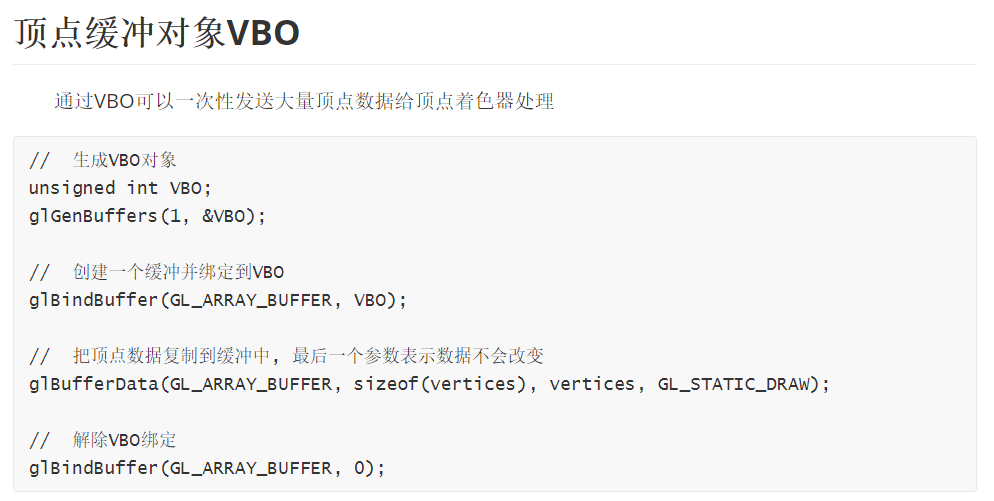 顶点缓冲对象VBO
通过VBO可以一次性发送大量顶点数据给顶点着色器处理
//  生成VBO对象
unsigned int VBO;
glGenBuffers(1, &VBO);
//  创建一个缓冲并绑定到VBO
glBindBuffer(GL_ARRAY_BUFFER, VBO);
//  把顶点数据复制到缓冲中, 最后一个参数表示数据不会改变
glBufferData(GL_ARRAY_BUFFER, sizeof(vertices), vertices, GL_STATIC_DRAW);
//  解除VBO绑定
glBindBuffer(GL_ARRAY_BUFFER, 0);